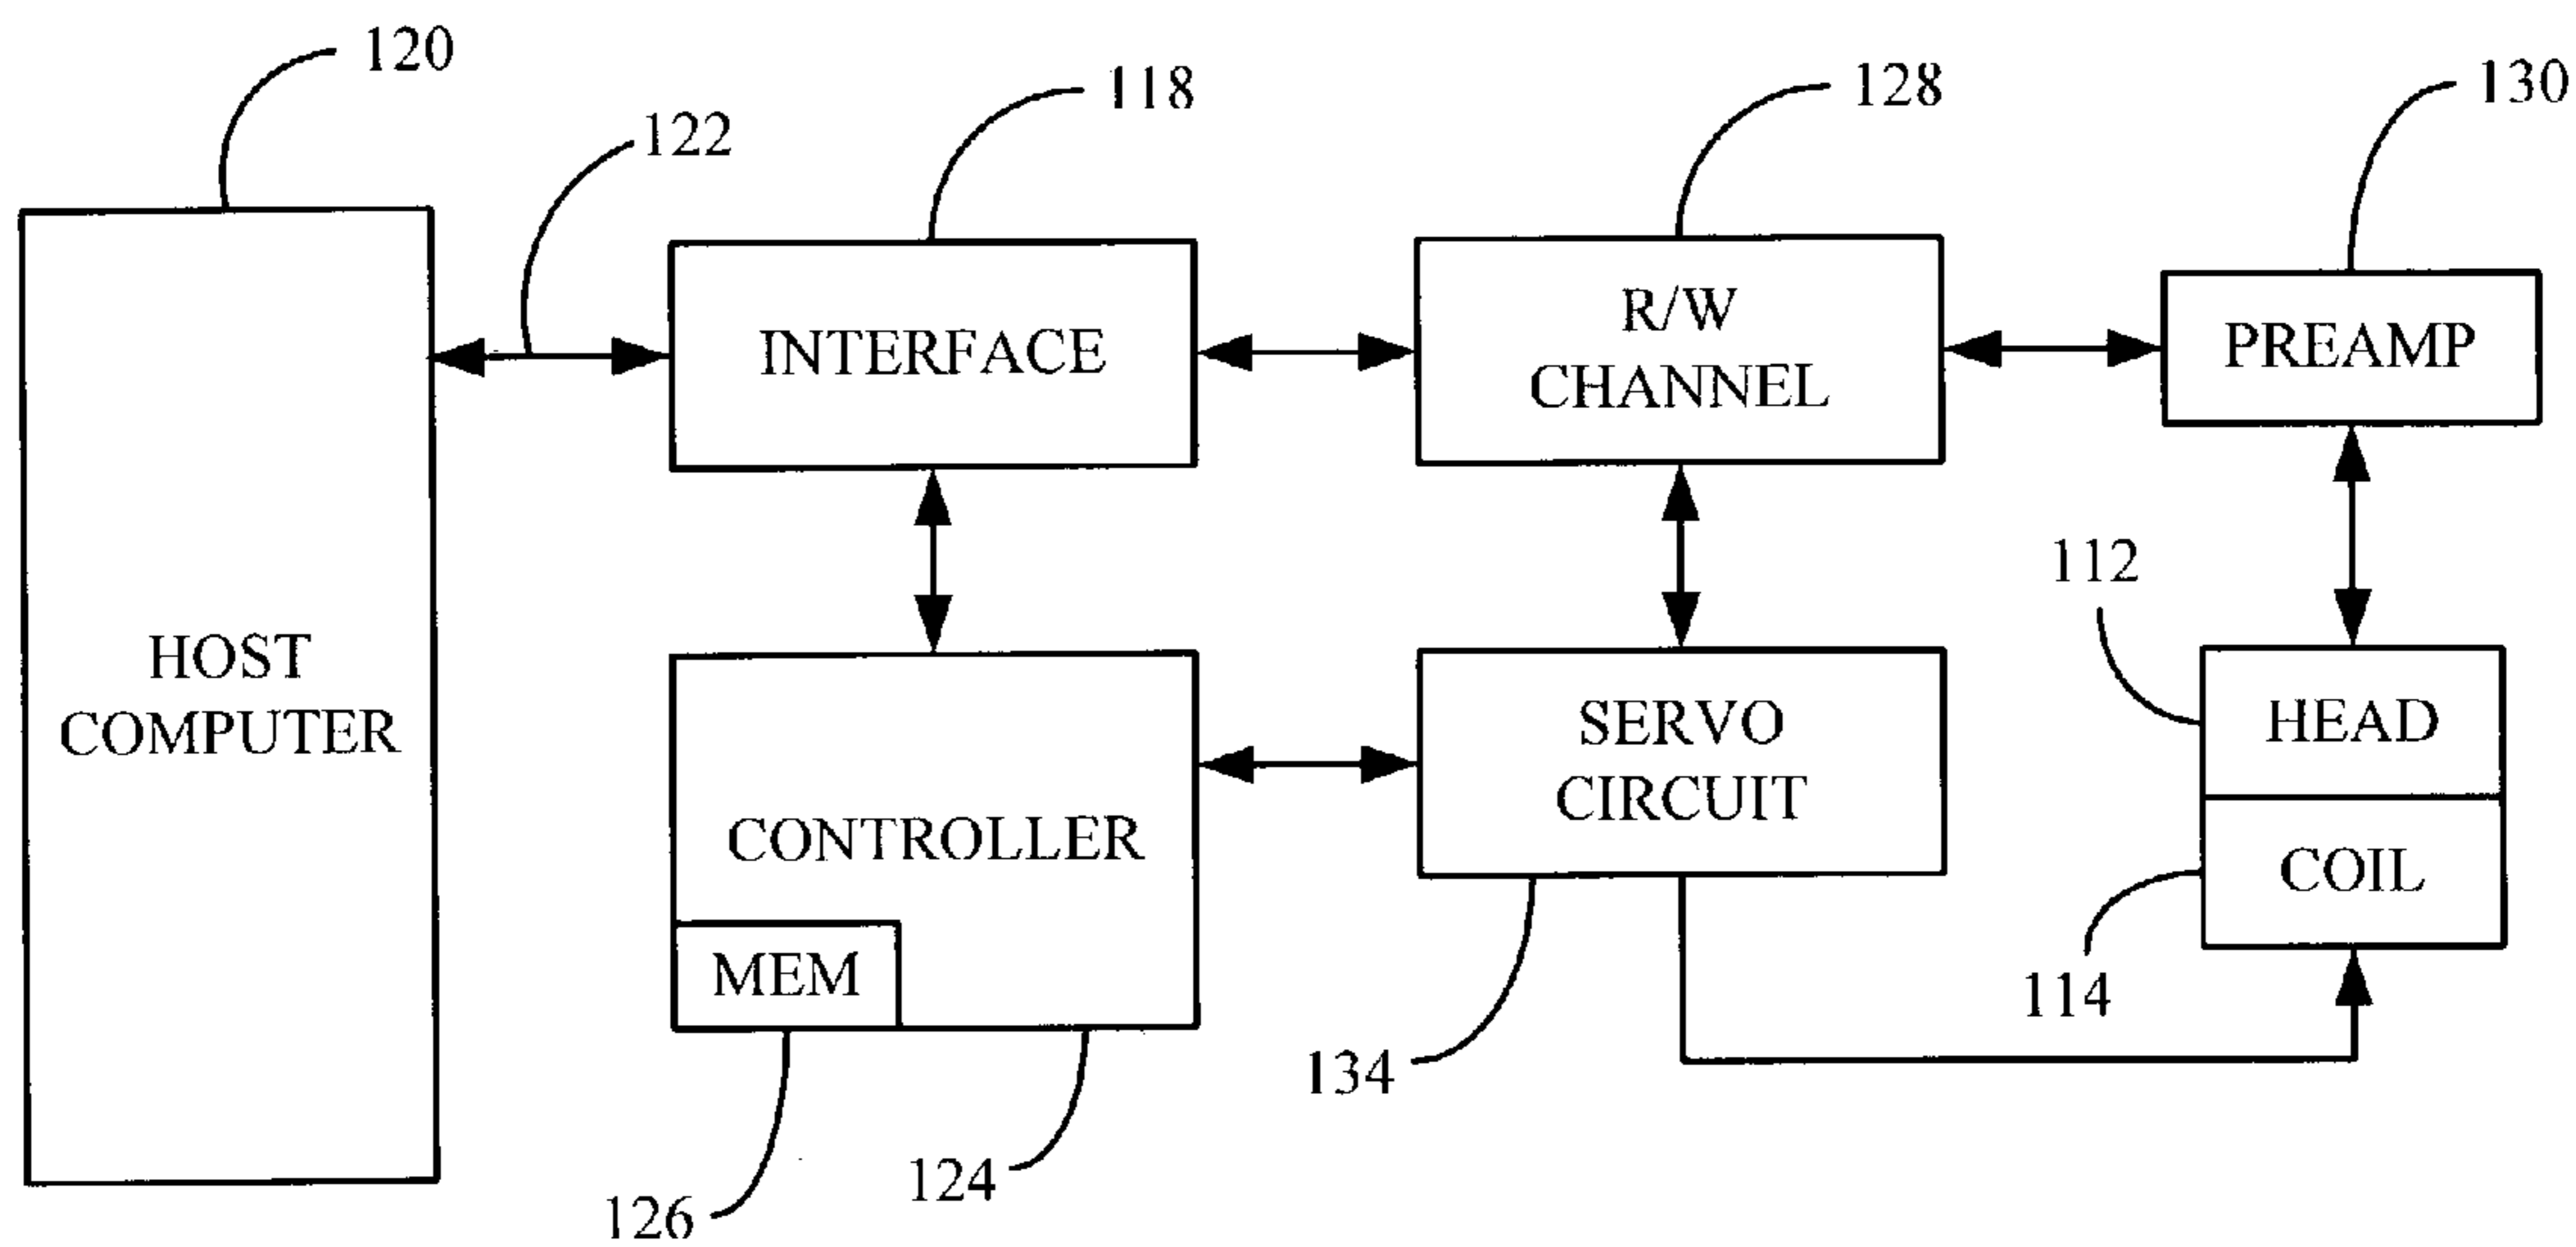 120
122
118
128
130
HOST
COMPUTER
INTERFACE
R/W
CHANNEL
PREAMP
112
HEAD
COIL
114
CONTROLLER
MEM
SERVO
CIRCUIT
134
124
126